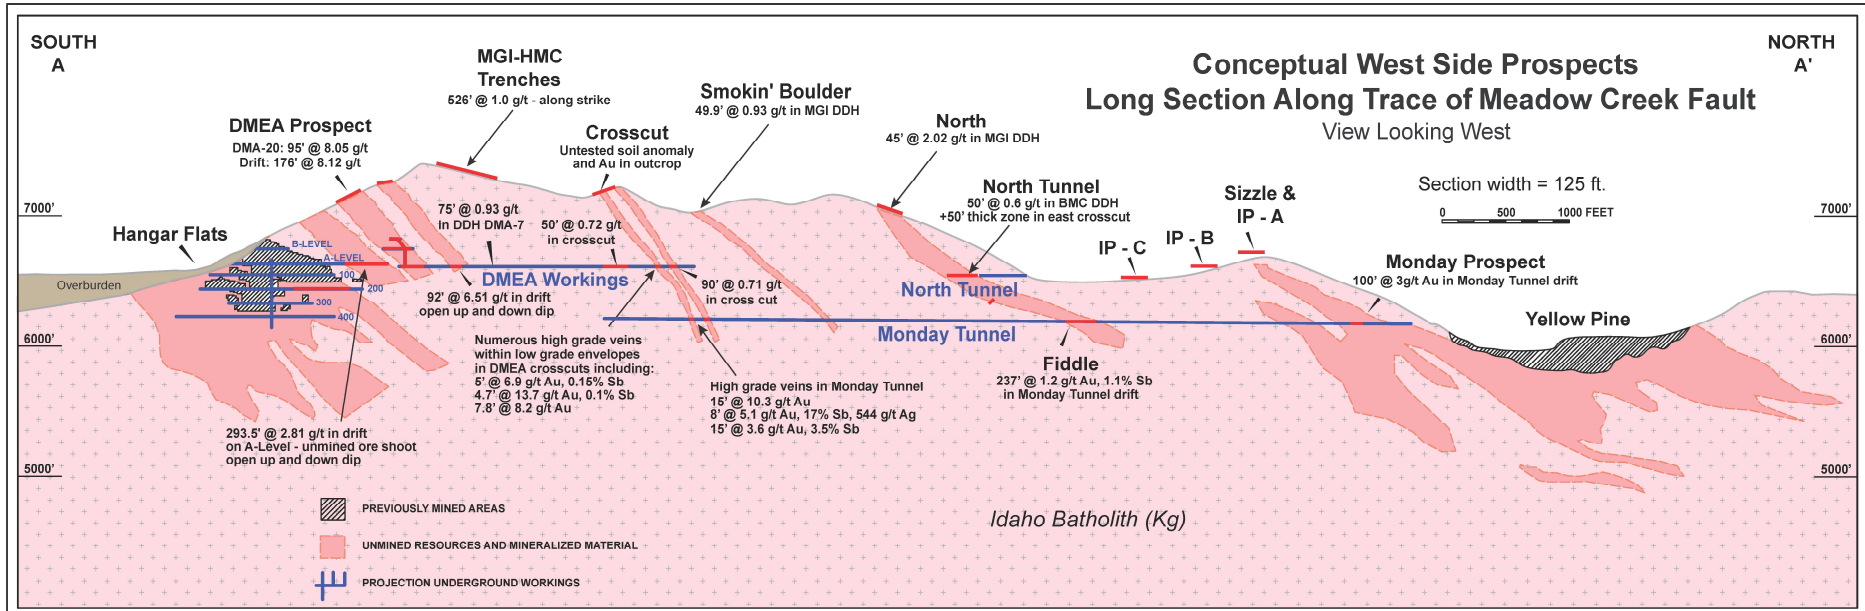 SOUTH
A
NORTH
A'
Conceptual West Side Prospects
Long Section Along Trace of Meadow Creek Fault
View Looking West
Section width = 125 ft.
0 500 1000 FEET
7000'
6000'
5000'
7000'
6000'
5000'
Hangar Flats
Overburden
DMEA Prospect
DMA-20: 95' @ 8.05 g/t
Drift: 176' @ 8.12 g/t
MGI-HMC
Trenches
526' @ 1.0 g/t - along strike
Crosscut
Untested soil anomaly
and Au in outcrop
Smokin' Boulder
49.9' @ 0.93 g/t in MGI DDH
North
45' @ 2.02 g/t in MGI DDH
North Tunnel
50' @ 0.6 g/t in BMC DDH
+50' thick zone in east crosscut
IP - C
IP - B
Sizzle &
IP - A
Monday Prospect
100' @ 3g/t Au in Monday Tunnel drift
Yellow Pine
B-LEVEL
A-LEVEL
100
200
300
400
75' @ 0.93 g/t
in DDH DMA-7
50' @ 0.72 g/t
in crosscut
DMEA Workings
92' @ 6.51 g/t in drift
open up and down dip
90' @ 0.71 g/t
in cross cut
North Tunnel
Monday Tunnel
Numerous high grade veins
within low grade envelopes
in DMEA crosscuts including:
5' @ 6.9 g/t Au, 0.15% Sb
4.7' @ 13.7 g/t Au, 0.1% Sb
7.8' @ 8.2 g/t Au
High grade veins in Monday Tunnel
15' @ 10.3 g/t Au
8' @ 5.1 g/t Au, 17% Sb, 544 g/t Ag
15' @ 3.6 g/t Au, 3.5% Sb
Fiddle
237' @ 1.2 g/t Au, 1.1% Sb
in Monday Tunnel drift
293.5' @ 2.81 g/t in drift
on A-Level - unmined ore shoot
open up and down dip
Idaho Batholith (Kg)
PREVIOUSLY MINED AREAS
UNMINED RESOURCES AND MINERALIZED MATERIAL
PROJECTION UNDERGROUND WORKINGS